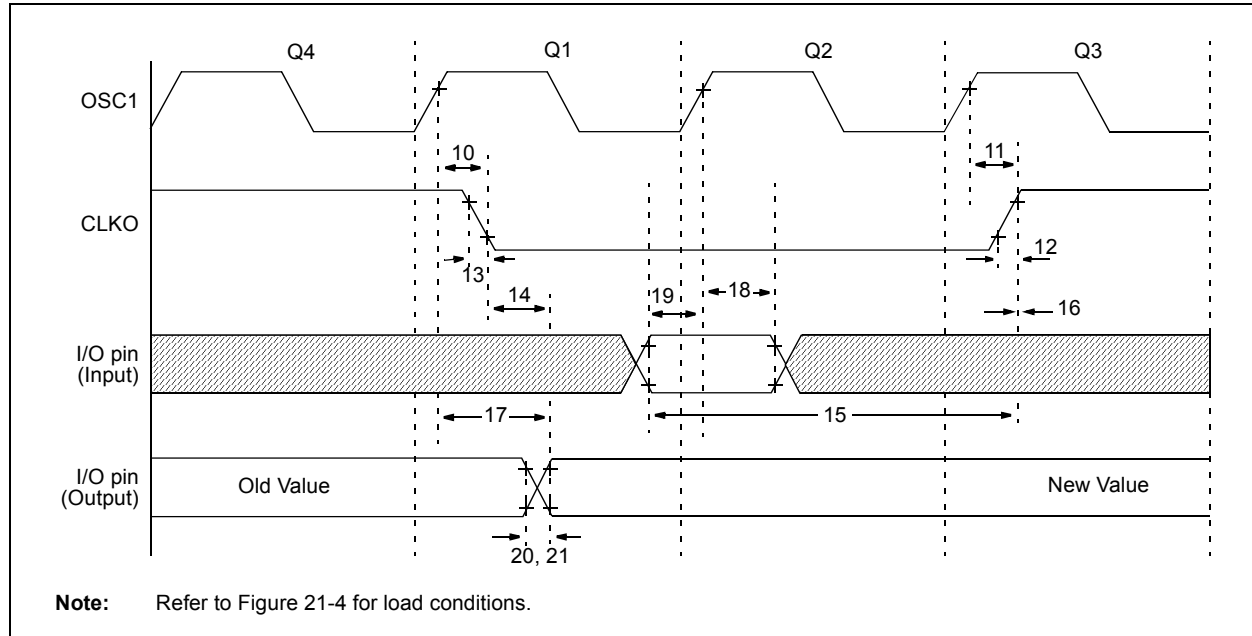 Q4 Q1 Q2 Q3
OSC1
10 11
CLKO
13 12
14 19 18 16
I/O pin
(Input)
17 15
I/O pin
(Output)
Old Value New Value
20, 21
Note: Refer to Figure 21-4 for load conditions.